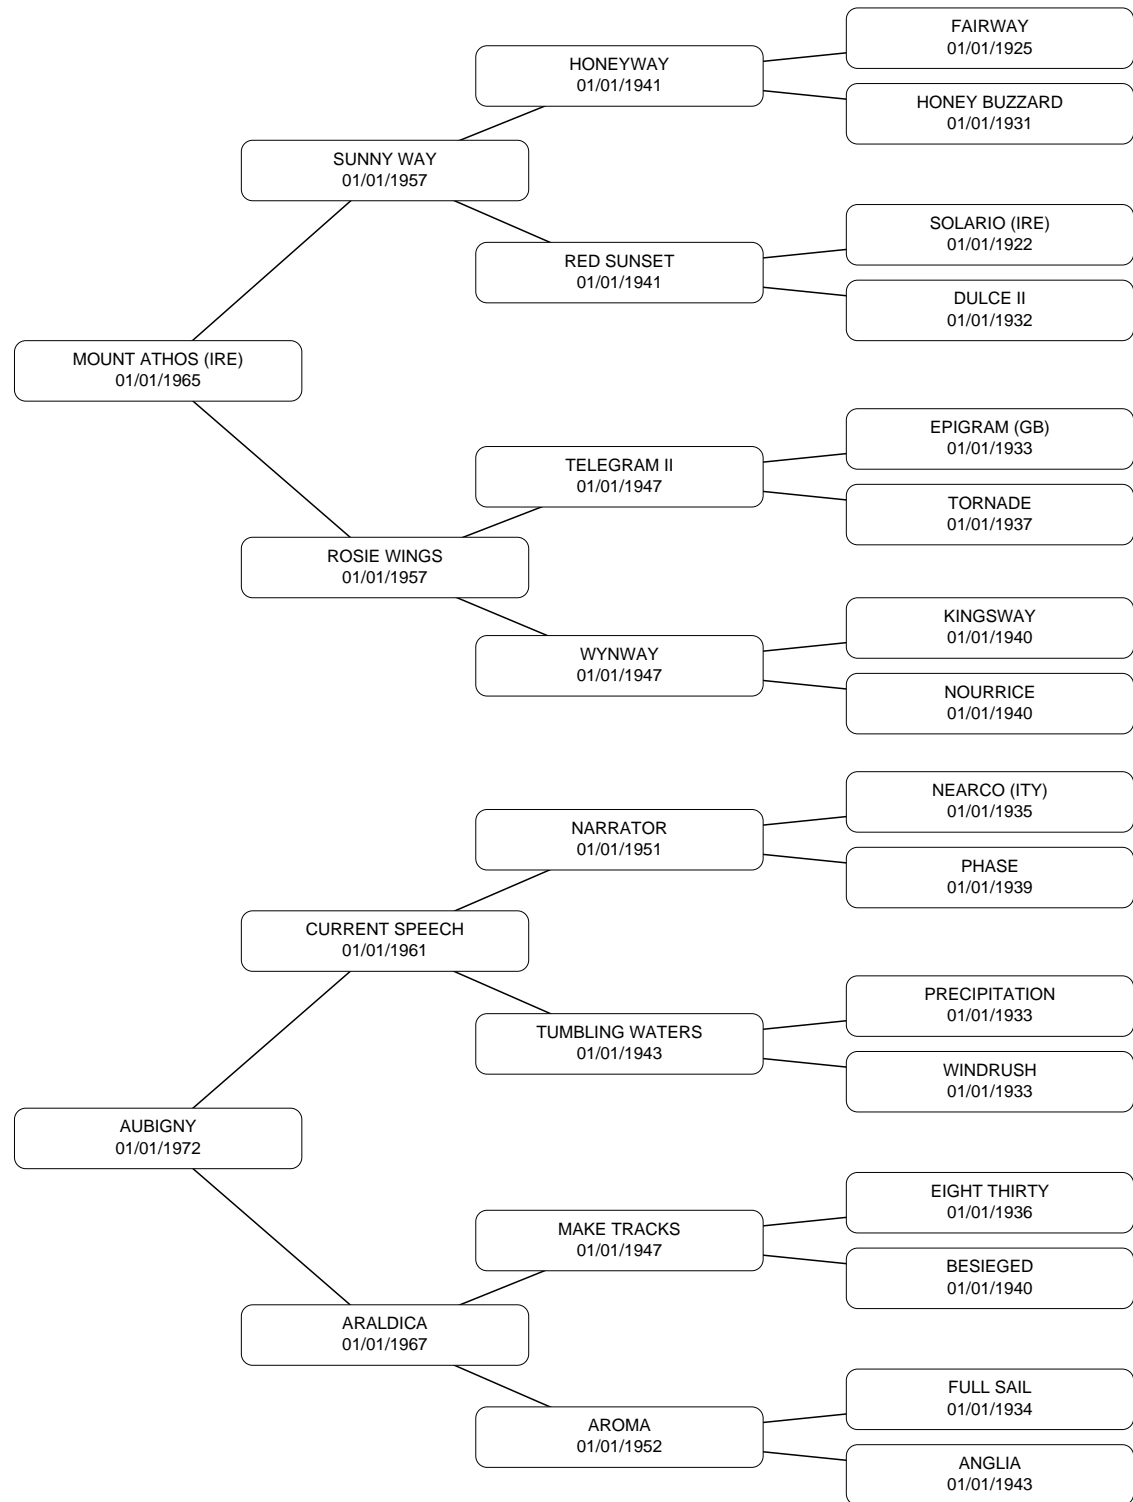 FAIRWAY
01/01/1925
HONEYWAY
01/01/1941
HONEY BUZZARD
01/01/1931
SUNNY WAY
01/01/1957
SOLARIO (IRE)
01/01/1922
RED SUNSET
01/01/1941
DULCE II
01/01/1932
MOUNT ATHOS (IRE)
01/01/1965
EPIGRAM (GB)
01/01/1933
TELEGRAM II
01/01/1947
TORNADE
01/01/1937
ROSIE WINGS
01/01/1957
KINGSWAY
01/01/1940
WYNWAY
01/01/1947
NOURRICE
01/01/1940
NEARCO (ITY)
01/01/1935
NARRATOR
01/01/1951
PHASE
01/01/1939
CURRENT SPEECH
01/01/1961
PRECIPITATION
01/01/1933
TUMBLING WATERS
01/01/1943
WINDRUSH
01/01/1933
AUBIGNY
01/01/1972
EIGHT THIRTY
01/01/1936
MAKE TRACKS
01/01/1947
BESIEGED
01/01/1940
ARALDICA
01/01/1967
FULL SAIL
01/01/1934
AROMA
01/01/1952
ANGLIA
01/01/1943